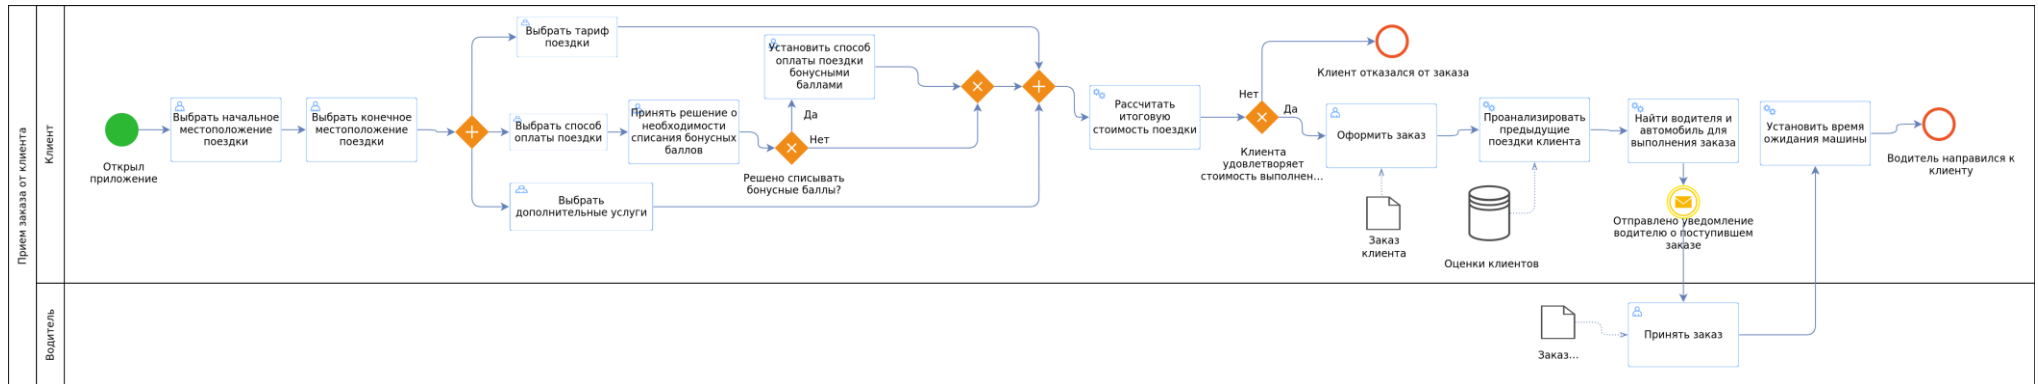 Прием заказа от клиента
Клиент
Открыл
приложение
Выбрать начальное
местоположение
поездки
Выбрать конечное
местоположение
поездки
Выбрать тариф
поездки
Выбрать способ
оплаты поездки
Выбрать
дополнительные услуги
Принять решение о
необходимости
списания бонусных
баллов
Установить способ
оплаты поездки
бонусными
баллами
Да
Нет
Решено списывать
бонусные баллы?
Рассчитать
итоговую
стоимость поездки
Нет
Да
Клиента
удовлетворяет
стоимость выполнен...
Клиент отказался от заказа
Оформить заказ
Заказ
клиента
Проанализировать
предыдущие
поездки клиента
Оценки клиентов
Найти водителя и
автомобиль для
выполнения заказа
Отправлено уведомление
водителю о поступившем
заказе
Установить время
ожидания машины
Водитель направился к
клиенту
Водитель
Заказ...
Принять заказ